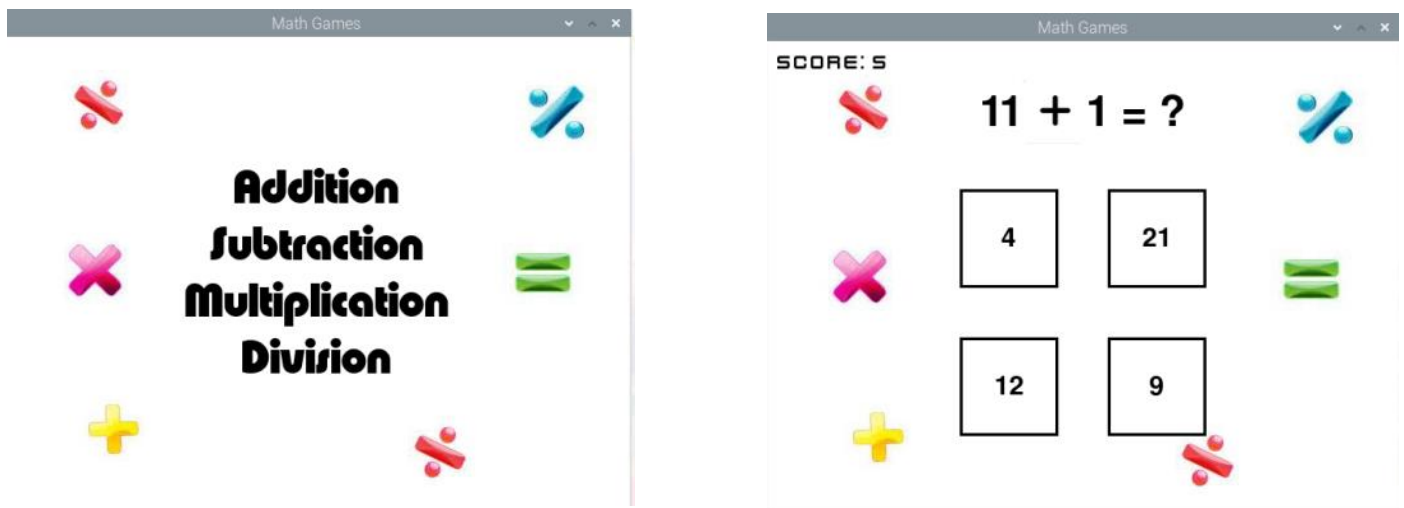 Math Games
Addition
Subtraction
Multiplication
Division
Math Games
SCORE: 5
11 + 1 = ?
4 21
12 9